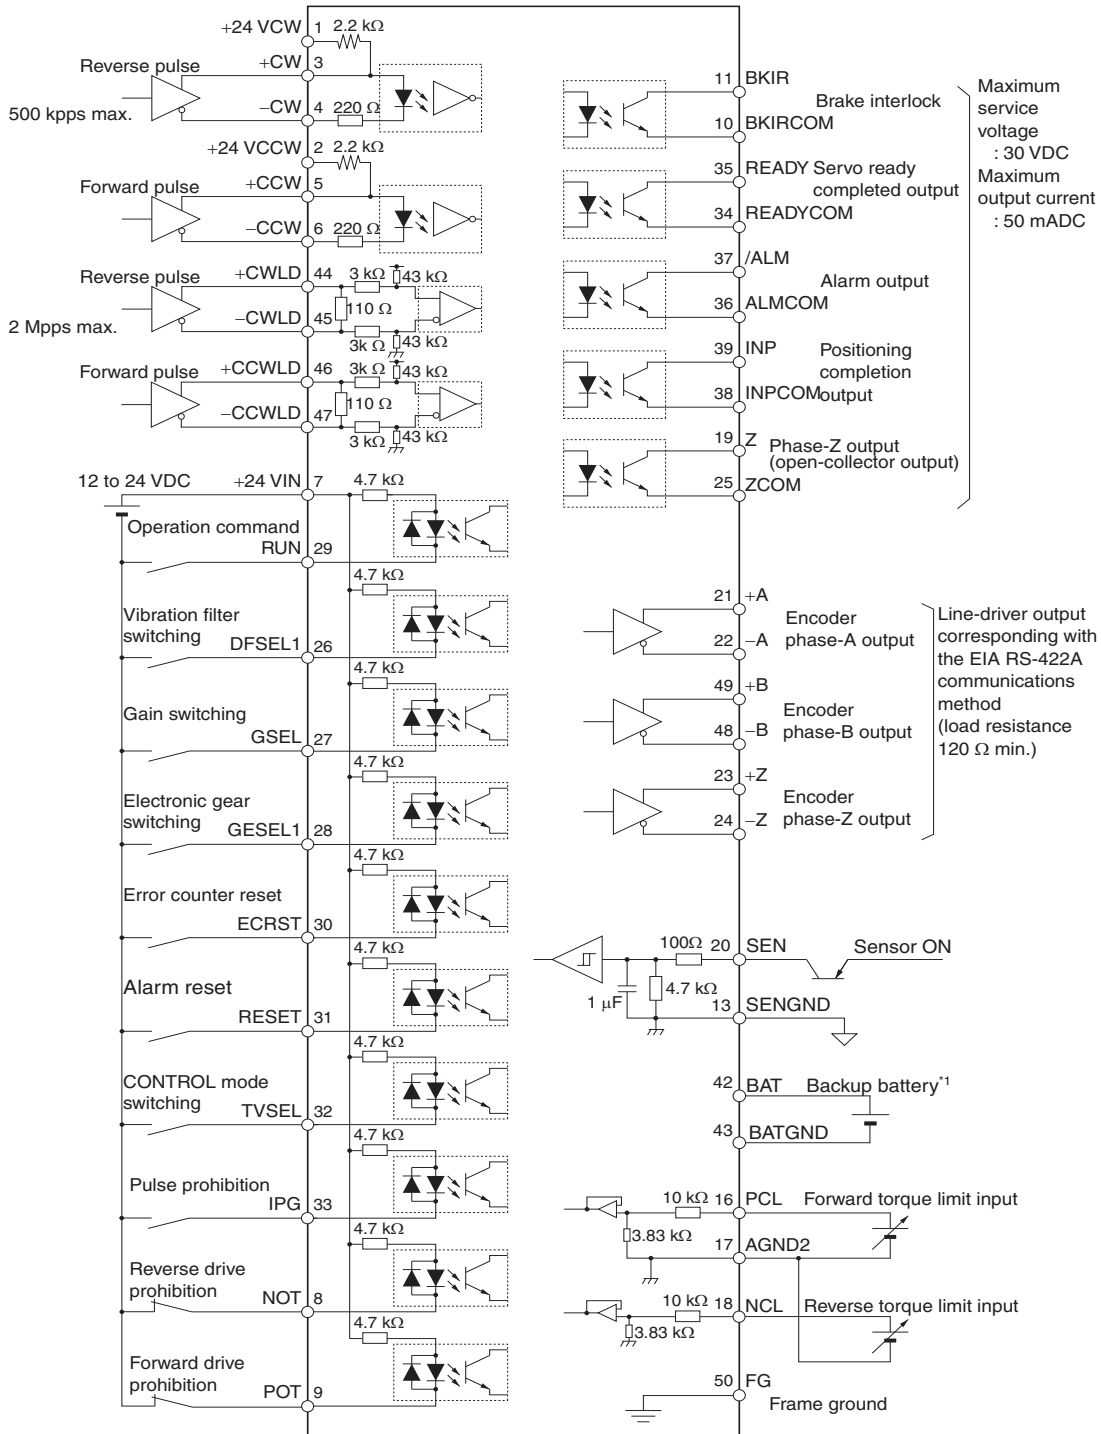 +24 VCW 1 2.2 kΩ
+CW 3
Reverse pulse
500 kpps max.
−CW 4 220 Ω
+24 VCCW 2 2.2 kΩ
+CCW 5
Forward pulse
−CCW 6 220 Ω
Reverse pulse
+CWLD 44 3 kΩ 43 kΩ
110 Ω
2 Mpps max.
−CWLD 45 3k Ω 43 kΩ
Forward pulse
+CCWLD 46 3k Ω 43 kΩ
110 Ω
−CCWLD 47 3 kΩ 43 kΩ
12 to 24 VDC
+24 VIN 7 4.7 kΩ
Operation command
RUN 29
4.7 kΩ
Vibration filter
switching
DFSEL1 26
4.7 kΩ
Gain switching
GSEL 27
4.7 kΩ
Electronic gear
switching
GESEL1 28
4.7 kΩ
Error counter reset
ECRST 30
4.7 kΩ
Alarm reset
RESET 31
4.7 kΩ
CONTROL mode
switching
TVSEL 32
4.7 kΩ
Pulse prohibition
IPG 33
4.7 kΩ
Reverse drive
prohibition
NOT 8
4.7 kΩ
Forward drive
prohibition
POT 9
11 BKIR
Brake interlock
10 BKIRCOM
35 READY Servo ready
completed output
34 READYCOM
37 /ALM
Alarm output
36 ALMCOM
39 INP
Positioning
completion
38 INPCOM output
19 Z Phase-Z output
(open-collector output)
25 ZCOM
Maximum
service
voltage
: 30 VDC
Maximum
output current
: 50 mADC
21 +A
Encoder
22 −A phase-A output
49 +B
Encoder
48 −B phase-B output
23 +Z
Encoder
24 −Z phase-Z output
Line-driver output
corresponding with
the EIA RS-422A
communications
method
(load resistance
120 Ω min.)
100Ω 20 SEN Sensor ON
1 μF 4.7 kΩ
13 SENGND
42 BAT Backup battery*1
43 BATGND
10 kΩ 16 PCL Forward torque limit input
3.83 kΩ
17 AGND2
10 kΩ 18 NCL Reverse torque limit input
3.83 kΩ
50 FG
Frame ground